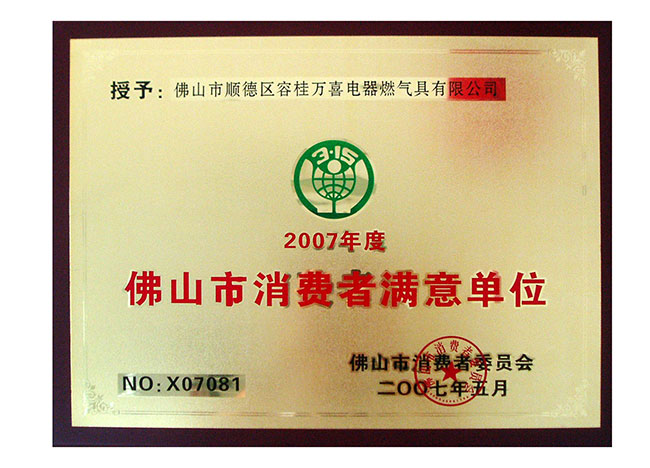 授予：佛山市顺德区容桂万喜电器燃气具有限公司
3·15
2007年度
佛山市消费者满意单位
佛山市消费者委员会
二〇〇七年五月
NO: X07081